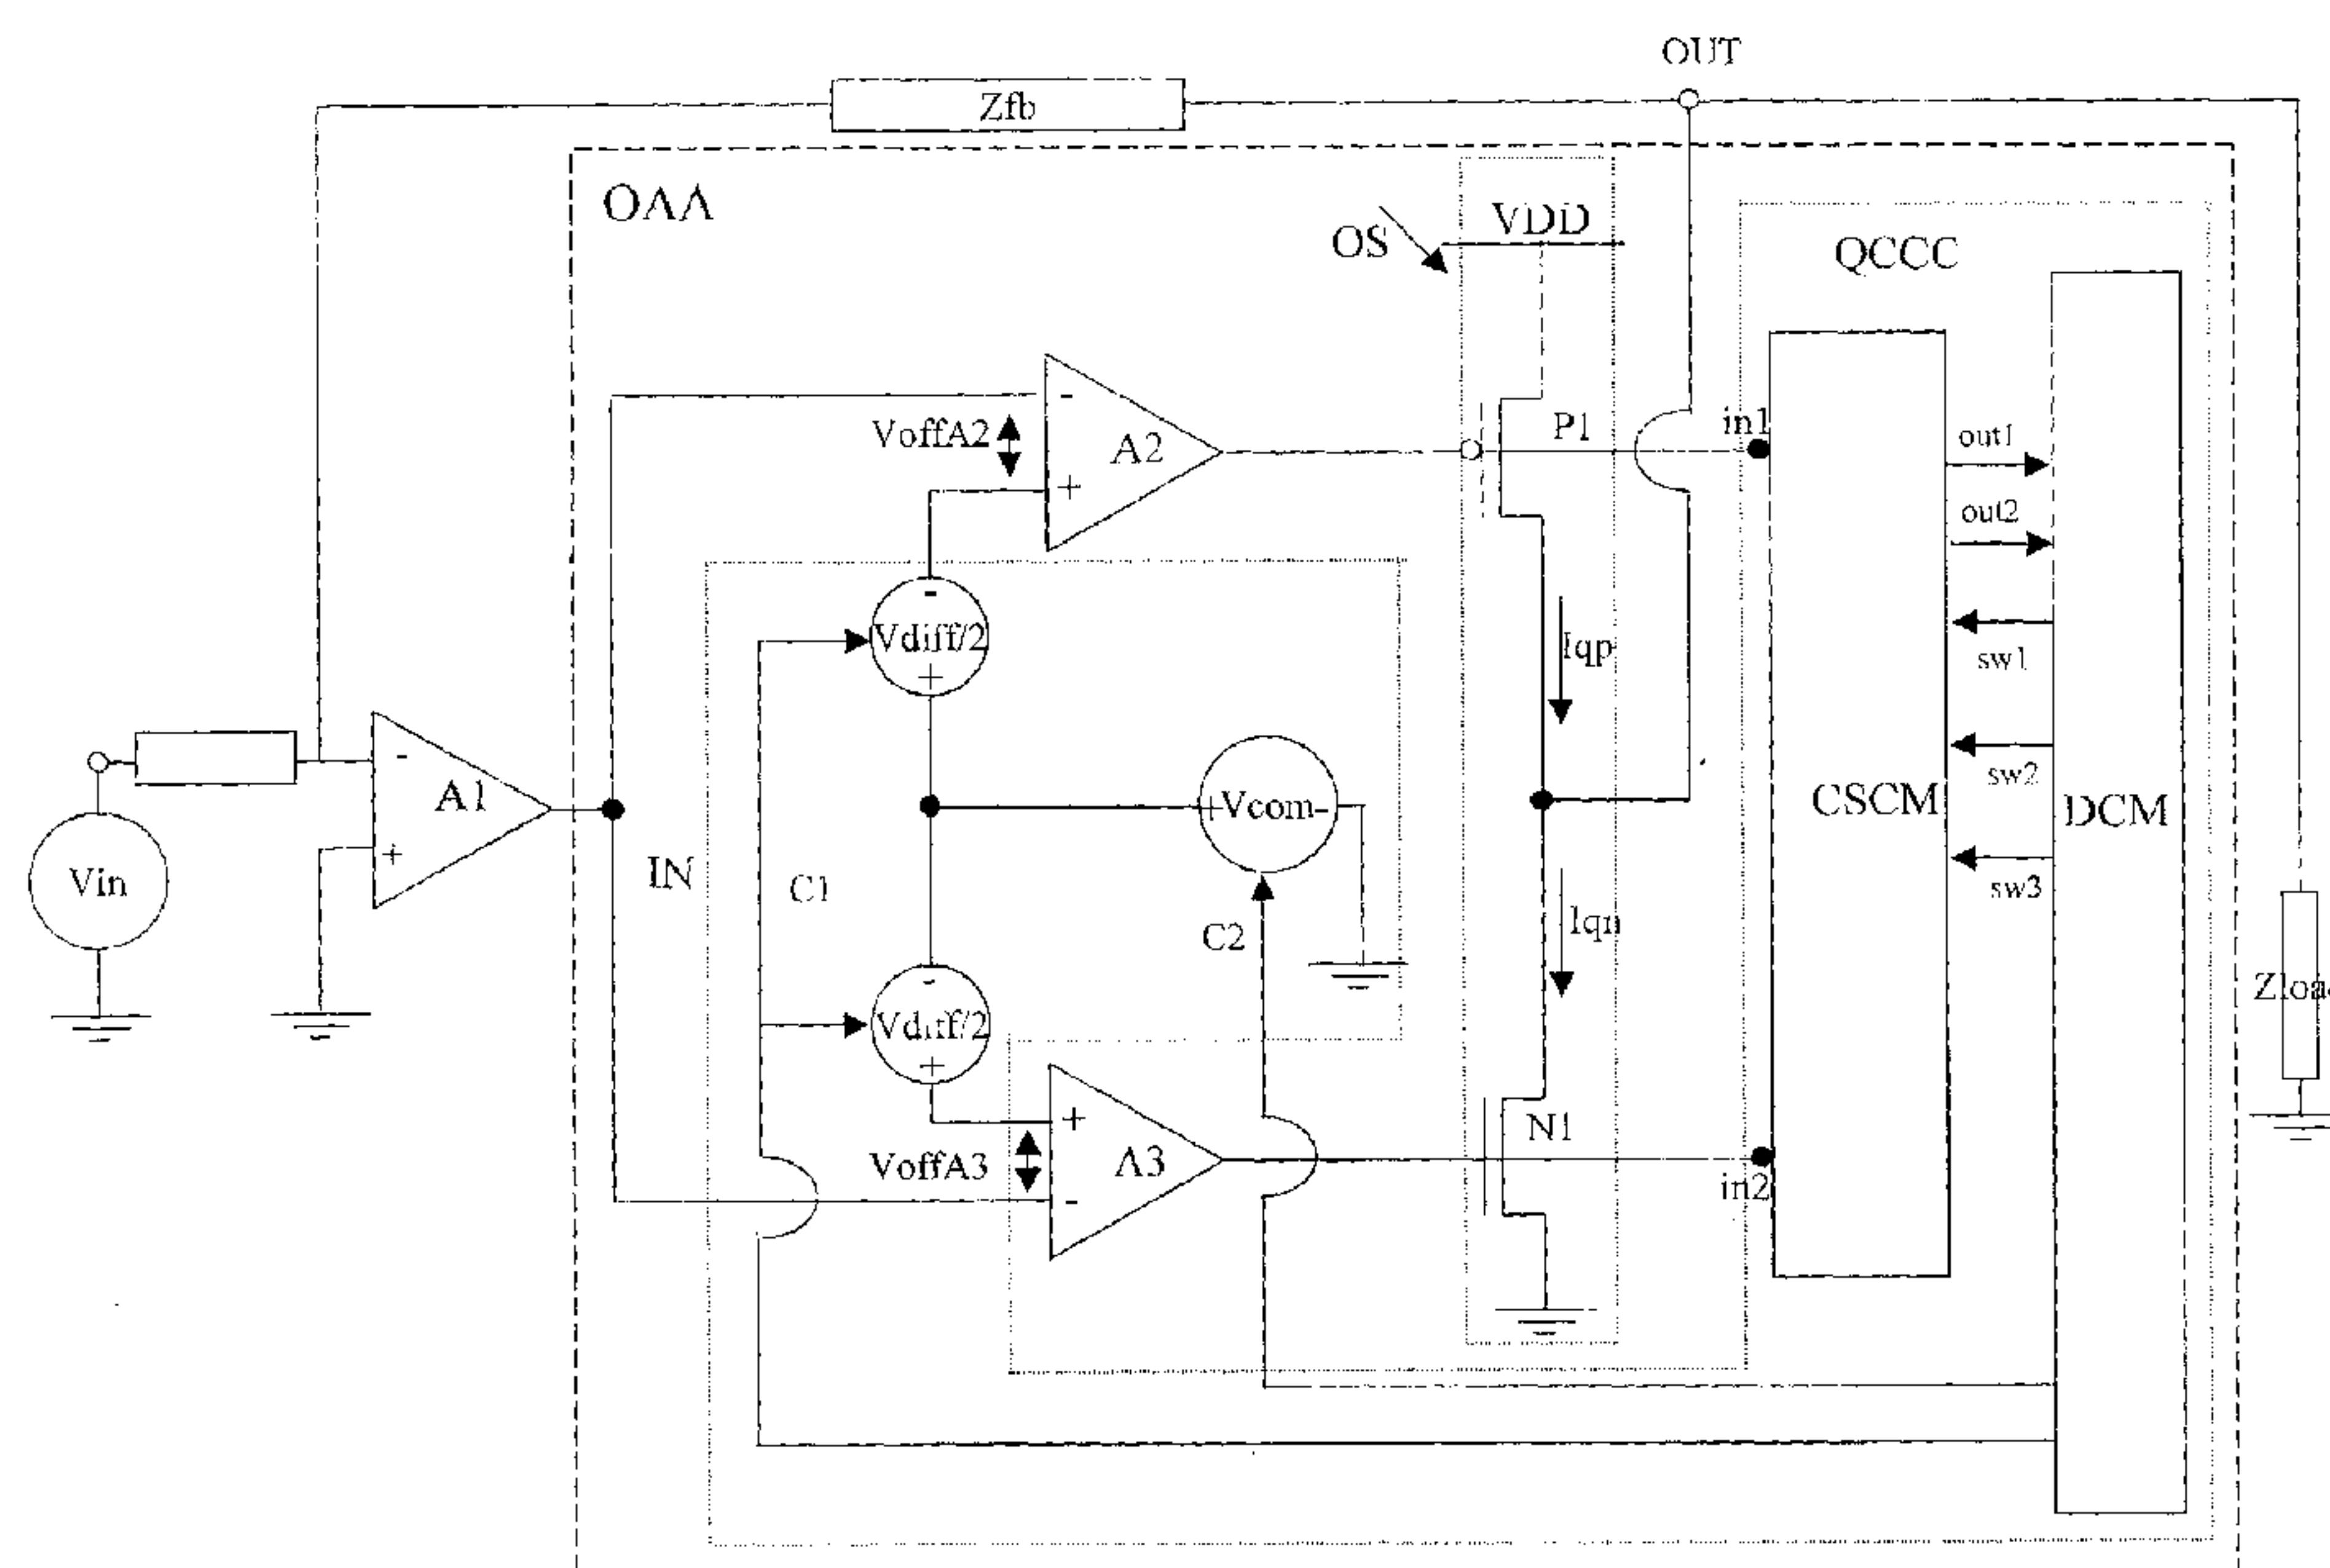 OUT
Zfb
OAA
OS
VDD
QCCC
VoffA2
-
+
A2
P1
in1
out1
out2
-
Vdiff/2
+
Iqp
sw1
-
A1
+
+Vcom-
sw2
CSCM
DCM
Vin
IN
C1
C2
Iqn
sw3
-
Vdiff/2
+
VoffA3
+
A3
-
N1
in2